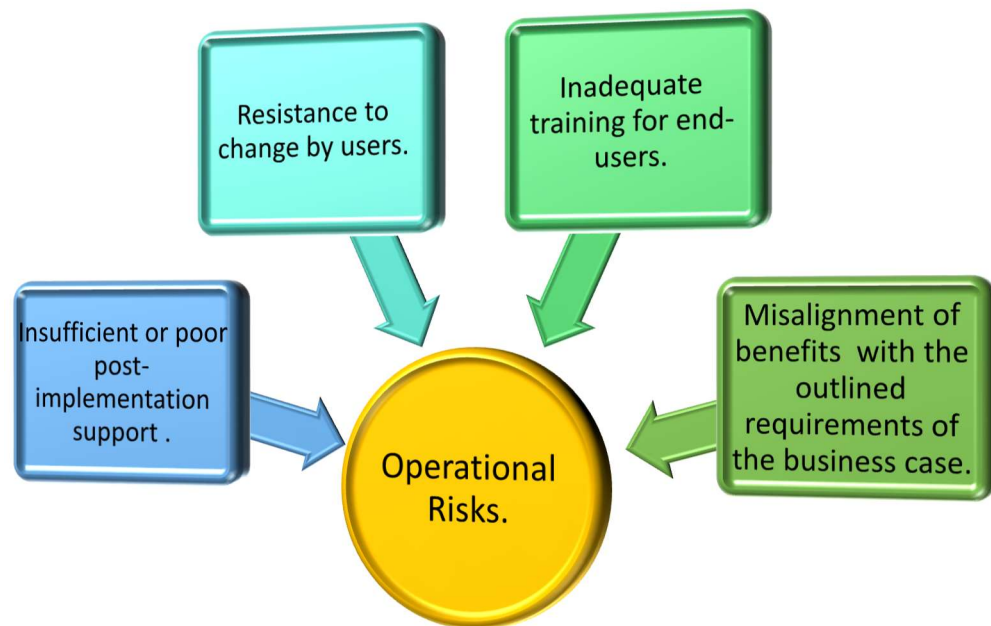 Resistance to
change by users.
Inadequate
training for end-
users.
Insufficient or poor
post-
implementation
support .
Misalignment of
benefits  with the
outlined
requirements of
the business case.
Operational
Risks.